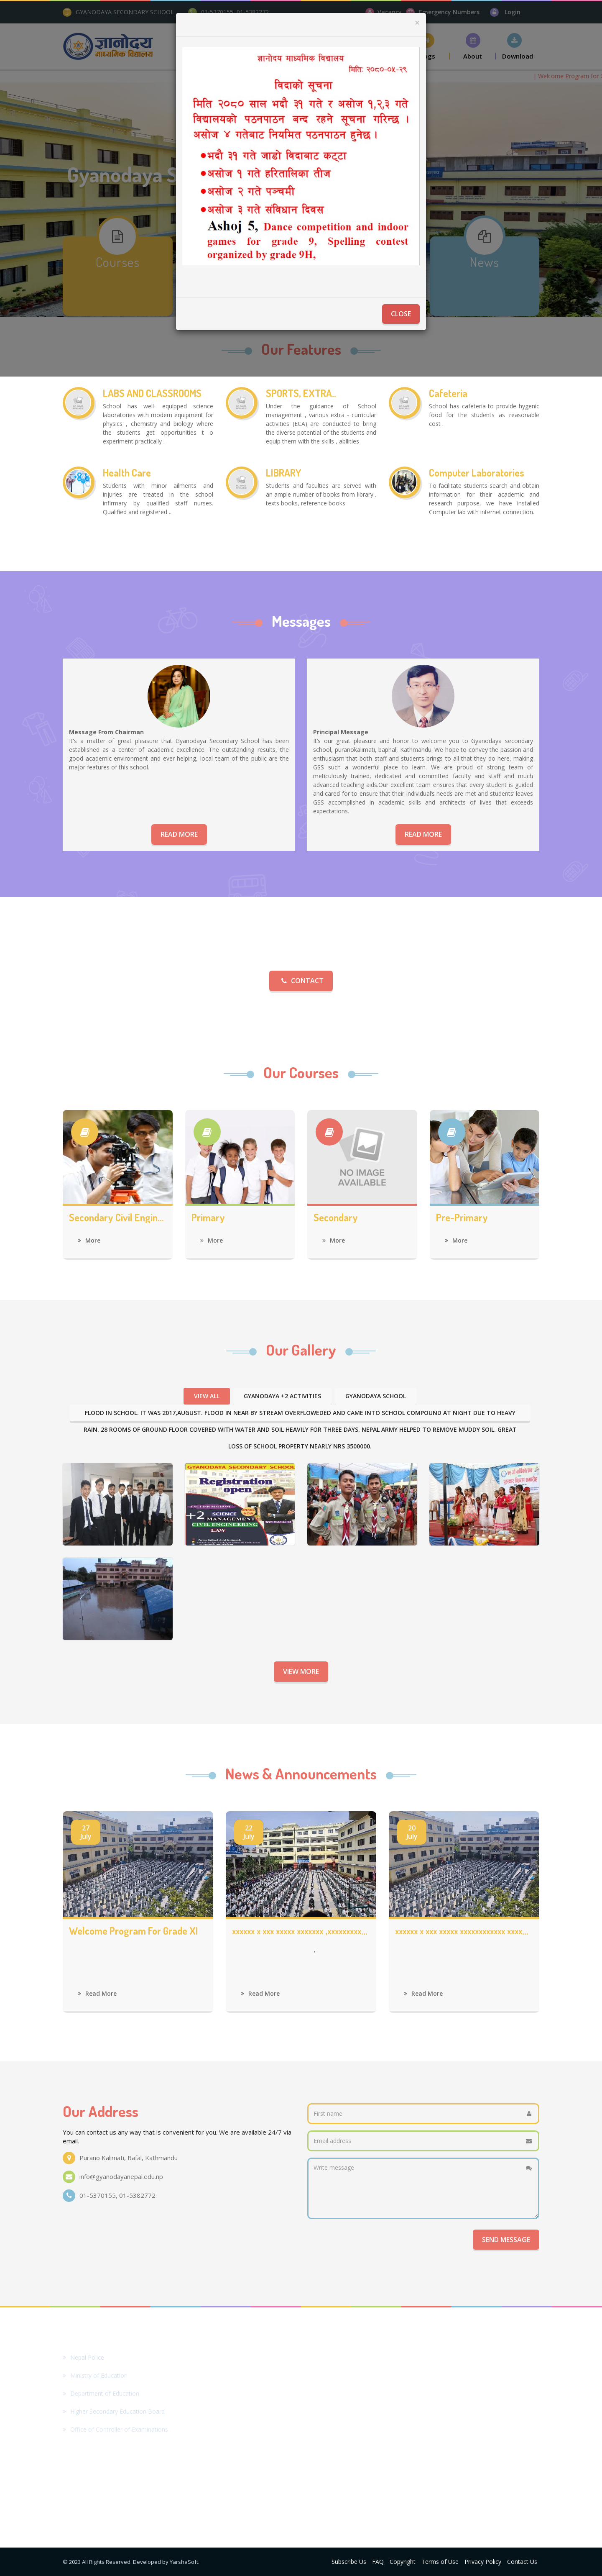 GYANODAYA SECONDARY SCHOOL
01-5370155, 01-5382772
Vacancy
Emergency Numbers
Login
ज्ञानोदय
माध्यमिक विद्यालय
About
Download
| Welcome Program for
Gyanodaya S
Courses
News
×
ज्ञानोदय माध्यमिक विद्यालय
मितिः २०८०-०५-२९
विदाको सूचना
मिति २०८० साल भदौ ३१ गते र असोज १,२,३ गते
विद्यालयको पठनपाठन बन्द रहने सूचना गरिन्छ ।
असोज ४ गतेबाट नियमित पठनपाठन हुनेछ ।
●भदौ ३१ गते जाडो विदाबाट कट्टा
●असोज १ गते हरितालिका तीज
●असोज २ गते पञ्चमी
●असोज ३ गते संविधान दिवस
Ashoj 5, Dance competition and indoor
games for grade 9, Spelling contest
organized by grade 9H,
CLOSE
Our Features
LABS AND CLASSROOMS
School has well- equipped science
laboratories with modern equipment for
physics , chemistry and biology where
the students get opportunities t o
experiment practically .
SPORTS, EXTRA..
Under the guidance of School
management , various extra - curricular
activities (ECA) are conducted to bring
the diverse potential of the students and
equip them with the skills , abilities
Cafeteria
School has cafeteria to provide hygenic
food for the students as reasonable
cost .
Health Care
Students with minor ailments and
injuries are treated in the school
infirmary by qualified staff nurses.
Qualified and registered ...
LIBRARY
Students and faculties are served with
an ample number of books from library .
texts books, reference books
Computer Laboratories
To facilitate students search and obtain
information for their academic and
research purpose, we have installed
Computer lab with internet connection.
Messages
Message From Chairman
It's a matter of great pleasure that Gyanodaya Secondary School has been
established as a center of academic excellence. The outstanding results, the
good academic environment and ever helping, local team of the public are the
major features of this school.
READ MORE
Principal Message
It's our great pleasure and honor to welcome you to Gyanodaya secondary
school, puranokalimati, baphal, Kathmandu. We hope to convey the passion and
enthusiasm that both staff and students brings to all that they do here, making
GSS such a wonderful place to learn. We are proud of strong team of
meticulously trained, dedicated and committed faculty and staff and much
advanced teaching aids.Our excellent team ensures that every student is guided
and cared for to ensure that their individual's needs are met and students' leaves
GSS accomplished in academic skills and architects of lives that exceeds
expectations.
READ MORE
CONTACT
Our Courses
NO IMAGE
AVAILABLE
Secondary Civil Engin...
» More
Primary
» More
Secondary
» More
Pre-Primary
» More
Our Gallery
VIEW ALL
GYANODAYA +2 ACTIVITIES
GYANODAYA SCHOOL
FLOOD IN SCHOOL. IT WAS 2017,AUGUST. FLOOD IN NEAR BY STREAM OVERFLOWEDED AND CAME INTO SCHOOL COMPOUND AT NIGHT DUE TO HEAVY
RAIN. 28 ROOMS OF GROUND FLOOR COVERED WITH WATER AND SOIL HEAVILY FOR THREE DAYS. NEPAL ARMY HELPED TO REMOVE MUDDY SOIL. GREAT
LOSS OF SCHOOL PROPERTY NEARLY NRS 3500000.
GYANODAYA SECONDARY SCHOOL
Registration
open
+2 SCIENCE
MANAGEMENT
CIVIL ENGINEERING
LAW
VIEW MORE
News & Announcements
27
July
Welcome Program For Grade XI
» Read More
22
July
xxxxxx x xxx xxxxx xxxxxxx ,xxxxxxxxx,...
,
» Read More
20
July
xxxxxx x xxx xxxxx xxxxxxxxxxxx xxxx...
» Read More
Our Address
You can contact us any way that is convenient for you. We are available 24/7 via
email.
Purano Kalimati, Bafal, Kathmandu
info@gyanodayanepal.edu.np
01-5370155, 01-5382772
First name
Email address
Write message
SEND MESSAGE
» Nepal Police
» Ministry of Education
» Department of Education
» Higher Secondary Education Board
» Office of Controller of Examinations
© 2023 All Rights Reserved. Developed by YarshaSoft.
Subscribe Us FAQ Copyright Terms of Use Privacy Policy Contact Us